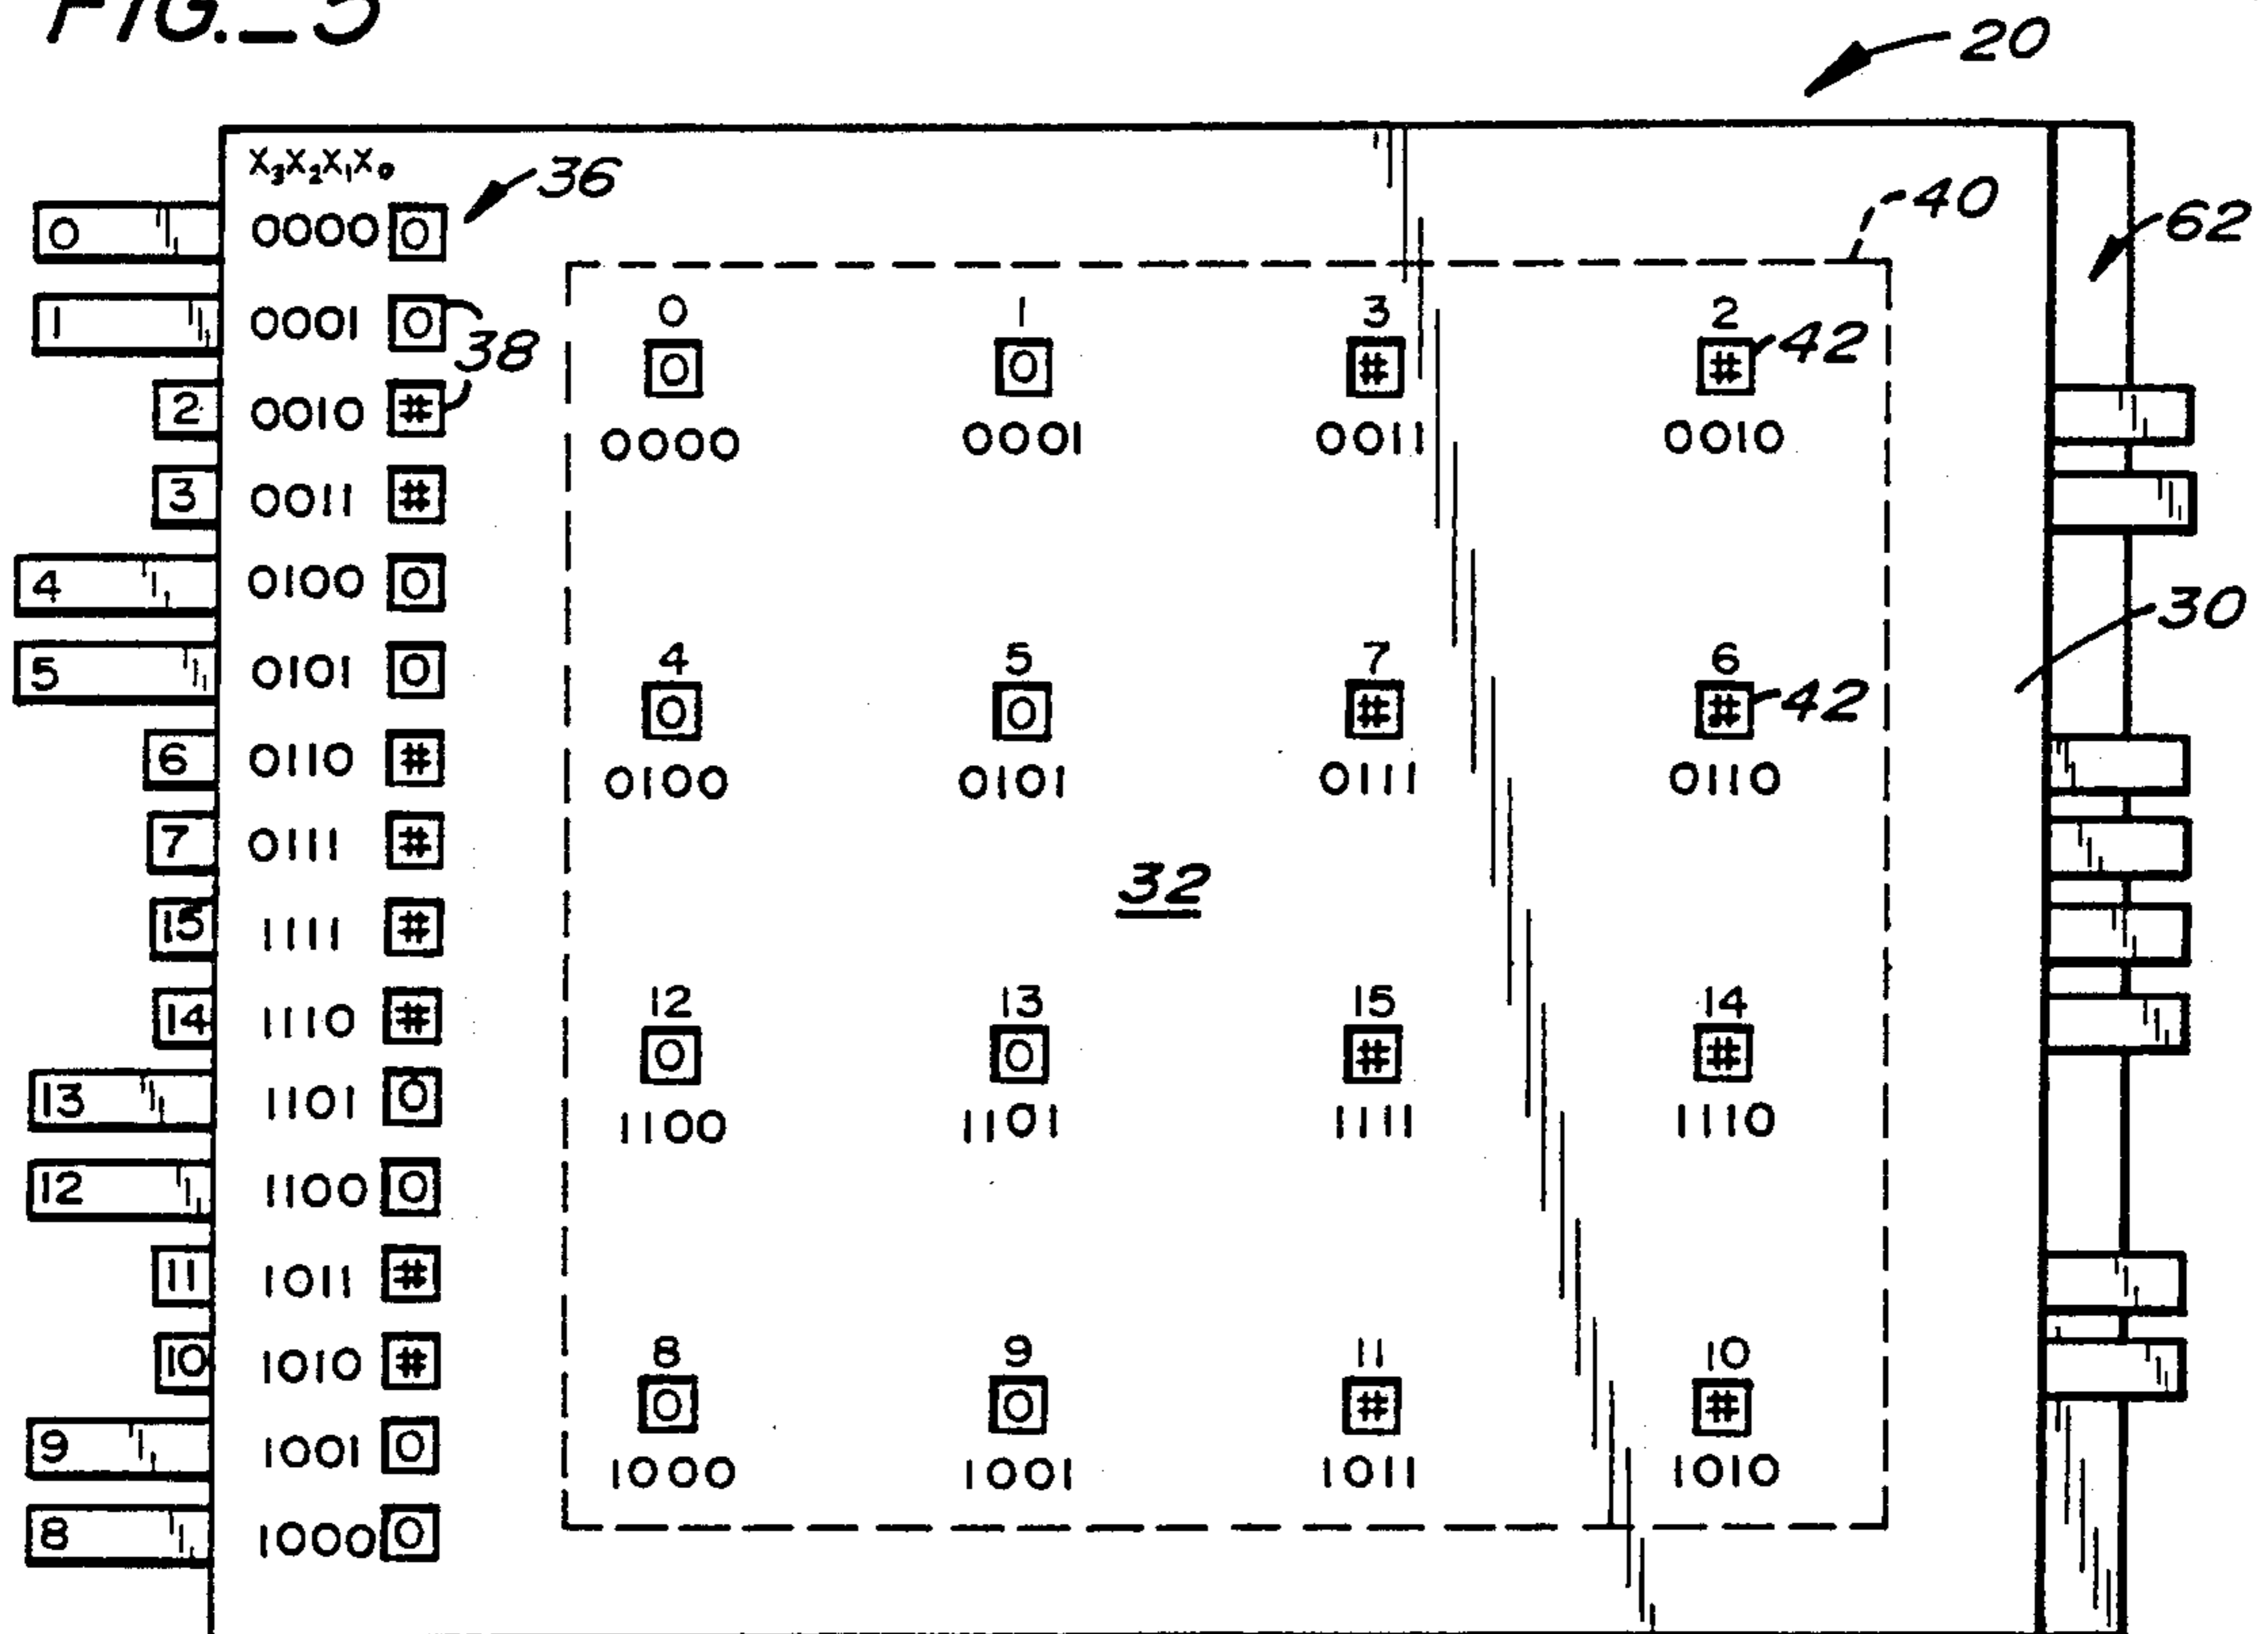 FIG._5
20
X₃X₂X₁X₀
36
40
62
0 0000 0
1 0001 0
38
2 0010 #
3 0011 #
4 0100 0
5 0101 0
6 0110 #
7 0111 #
15 1111 #
14 1110 #
13 1101 0
12 1100 0
11 1011 #
10 1010 #
9 1001 0
8 1000 0
0 1 3 2
0 0 # # 42
0000 0001 0011 0010
30
4 5 7 6
0 0 # # 42
0100 0101 0111 0110
32
12 13 15 14
0 0 # #
1100 1101 1111 1110
8 9 11 10
0 0 # #
1000 1001 1011 1010